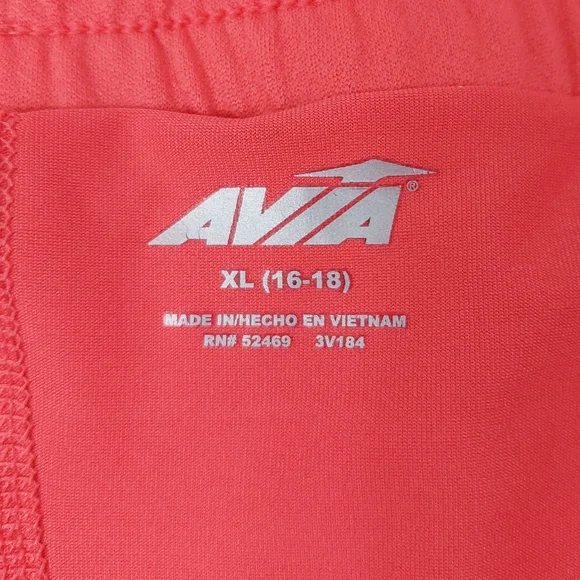 AVIA®
XL (16-18)
MADE IN/HECHO EN VIETNAM
RN# 52469 3V184